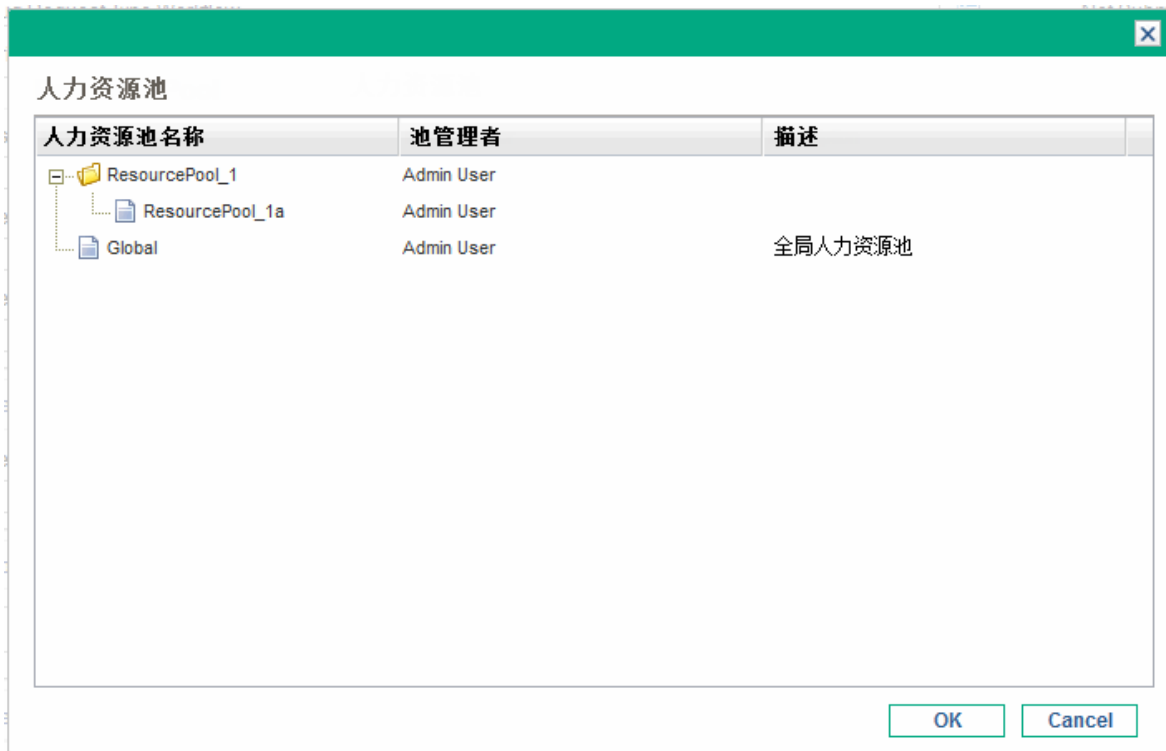 人力资源池
人力资源池名称 池管理者 描述
ResourcePool_1 Admin User
ResourcePool_1a Admin User
Global Admin User 全局人力资源池
OK Cancel